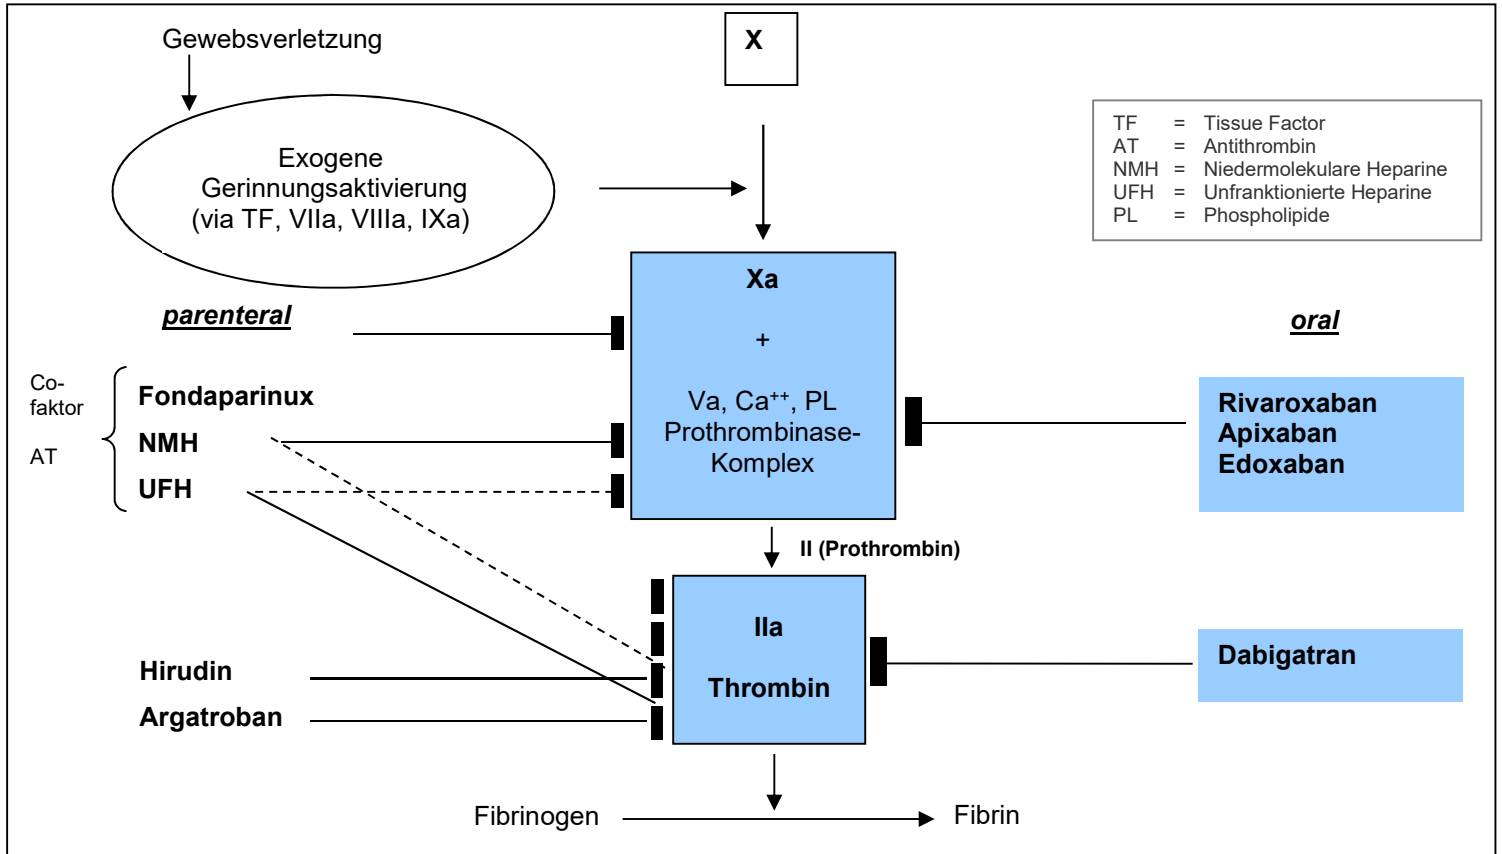 Gewebsverletzung
X
Exogene
Gerinnungsaktivierung
(via TF, VIIa, VIIIa, IXa)
TF = Tissue Factor
AT = Antithrombin
NMH = Niedermolekulare Heparine
UFH = Unfranktionierte Heparine
PL = Phospholipide
Xa
+
Va, Ca++, PL
Prothrombinase-
Komplex
parenteral
oral
Co-
faktor
AT
Fondaparinux
NMH
UFH
Rivaroxaban
Apixaban
Edoxaban
II (Prothrombin)
IIa
Thrombin
Hirudin
Argatroban
Dabigatran
Fibrinogen
Fibrin